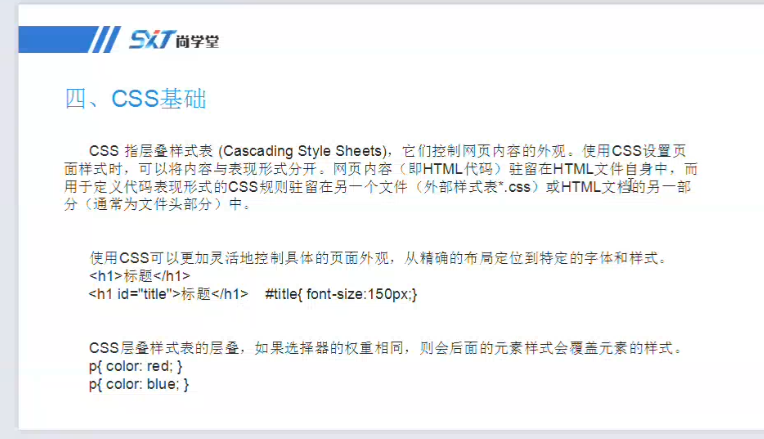 SXT尚学堂
四、CSS基础
CSS 指层叠样式表 (Cascading Style Sheets)，它们控制网页内容的外观。使用CSS设置页
面样式时，可以将内容与表现形式分开。网页内容（即HTML代码）驻留在HTML文件自身中，而
用于定义代码表现形式的CSS规则驻留在另一个文件（外部样式表*.css）或HTML文档的另一部
分（通常为文件头部分）中。
使用CSS可以更加灵活地控制具体的页面外观，从精确的布局定位到特定的字体和样式。
<h1>标题</h1>
<h1 id="title">标题</h1> #title{ font-size:150px;}
CSS层叠样式表的层叠，如果选择器的权重相同，则会后面的元素样式会覆盖元素的样式。
p{ color: red; }
p{ color: blue; }